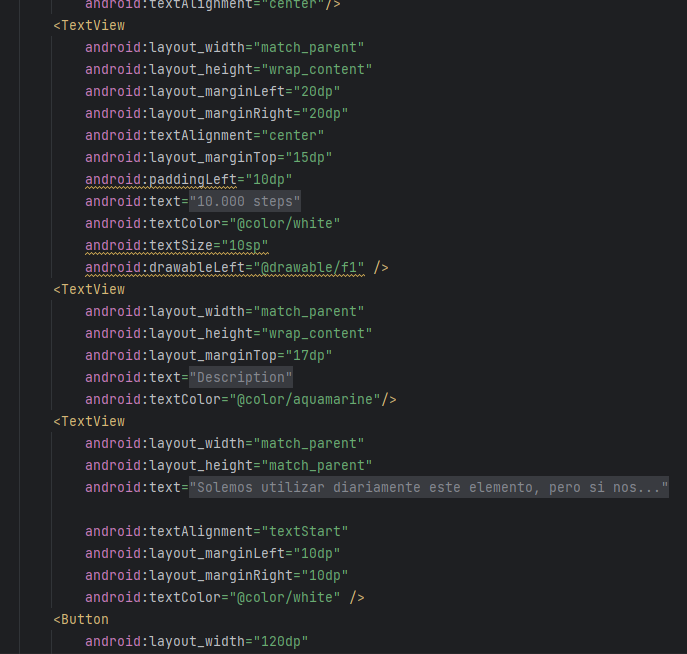 android:textAlignment="center"/>
<TextView
android:layout_width="match_parent"
android:layout_height="wrap_content"
android:layout_marginLeft="20dp"
android:layout_marginRight="20dp"
android:textAlignment="center"
android:layout_marginTop="15dp"
android:paddingLeft="10dp"
android:text="10.000 steps"
android:textColor="@color/white"
android:textSize="10sp"
android:drawableLeft="@drawable/f1" />
<TextView
android:layout_width="match_parent"
android:layout_height="wrap_content"
android:layout_marginTop="17dp"
android:text="Description"
android:textColor="@color/aquamarine"/>
<TextView
android:layout_width="match_parent"
android:layout_height="match_parent"
android:text="Solemos utilizar diariamente este elemento, pero si nos..."
android:textAlignment="textStart"
android:layout_marginLeft="10dp"
android:layout_marginRight="10dp"
android:textColor="@color/white" />
<Button
android:layout_width="120dp"